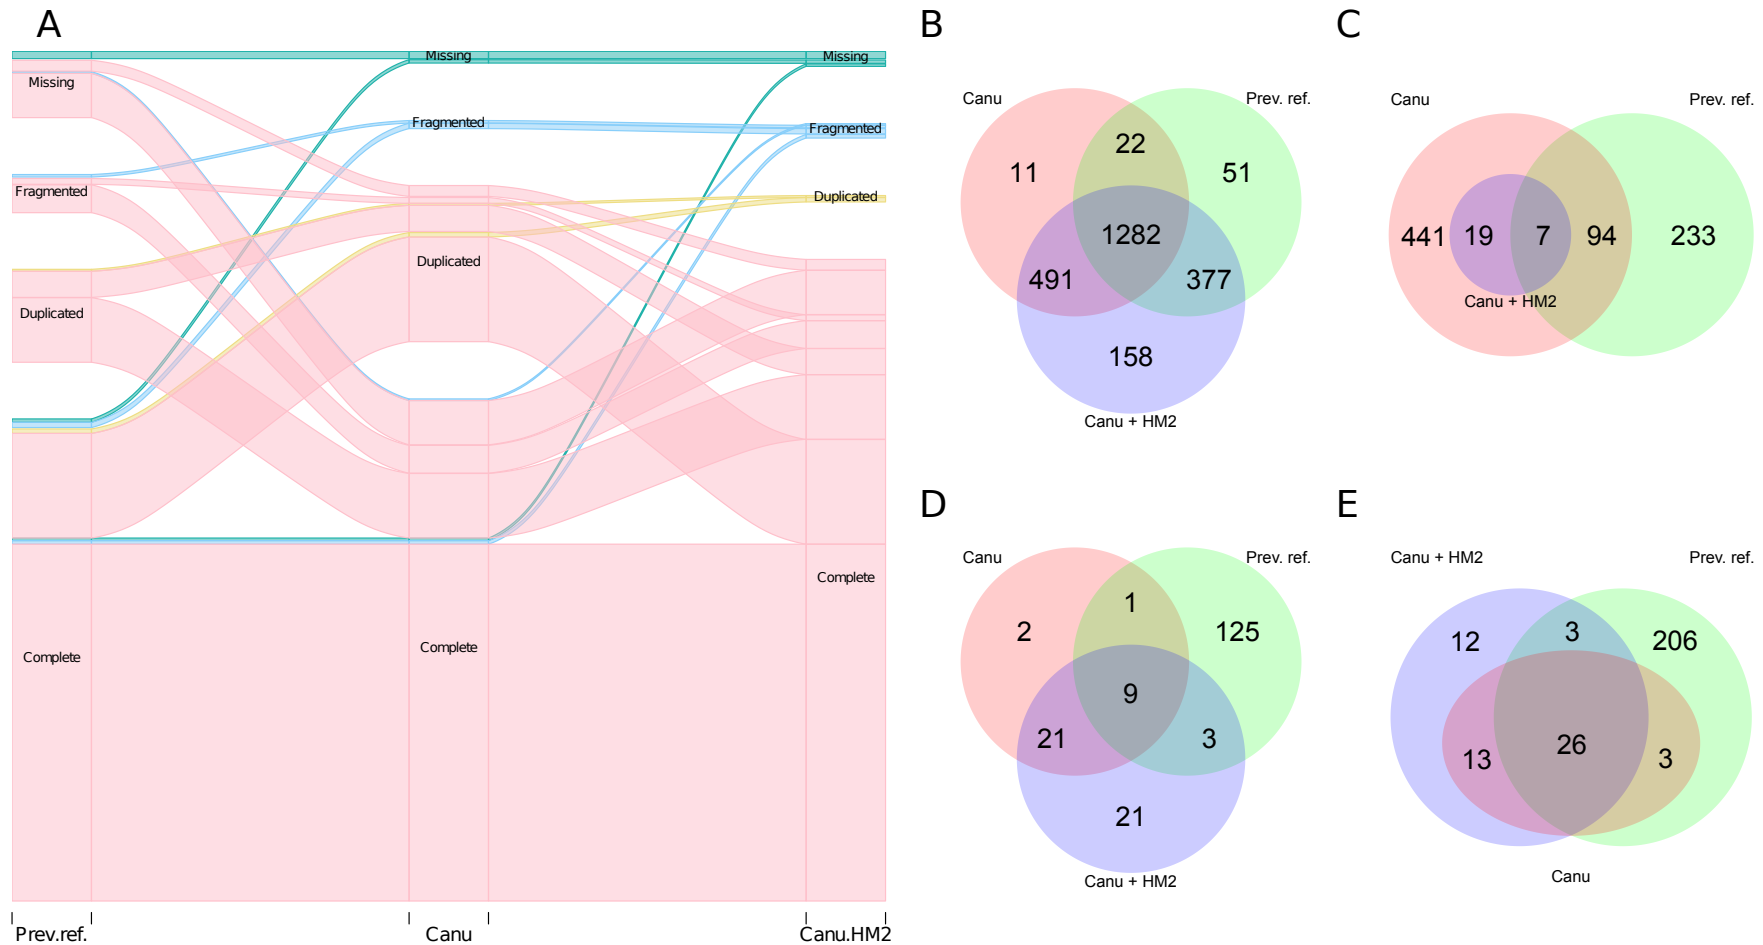 A
Missing
Fragmented
Duplicated
Complete
Missing
Fragmented
Duplicated
Complete
Missing
Fragmented
Duplicated
Complete
Prev.ref.
Canu
Canu.HM2
B
Canu
Prev. ref.
22
11
51
1282
491
377
158
Canu + HM2
C
Canu
Prev. ref.
441
19
7
94
233
Canu + HM2
D
Canu
Prev. ref.
1
2
125
9
21
3
21
Canu + HM2
E
Canu + HM2
Prev. ref.
12
3
206
13
26
3
Canu